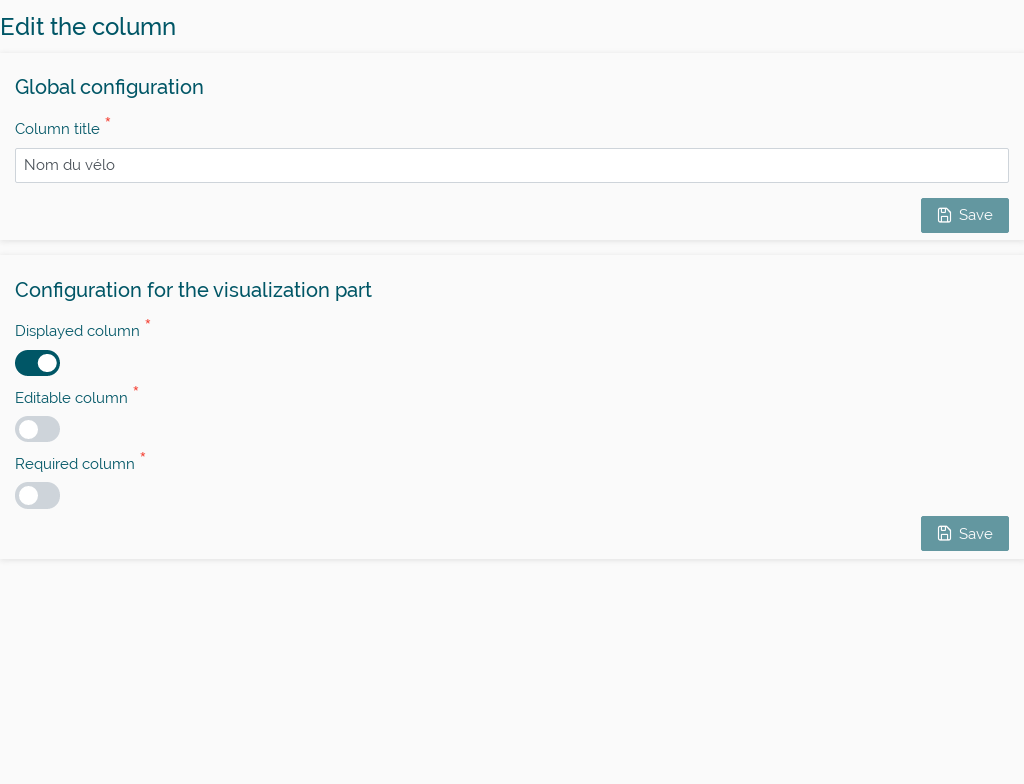 Edit the column
Global configuration
Column title *
Nom du vélo
Save
Configuration for the visualization part
Displayed column *
Editable column *
Required column *
Save